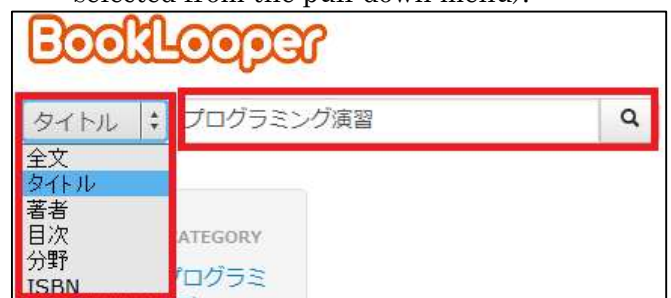 selected from the pull down menu).
BookLooper
タイトル
プログラミング演習
全文
タイトル
著者
目次
分野
ISBN
ATEGORY
プログラミ